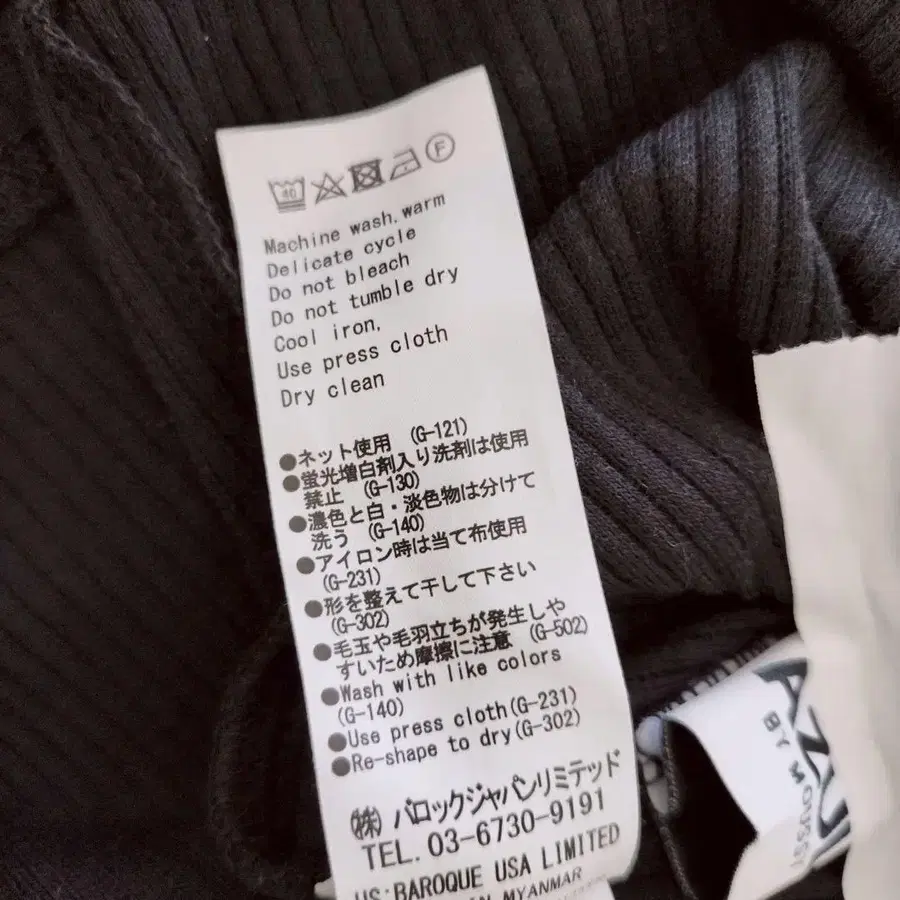 40
F
Machine wash, warm
Delicate cycle
Do not bleach
Do not tumble dry
Cool iron,
Use press cloth
Dry clean
●ネット使用 (G-121)
●蛍光増白剤入り洗剤は使用
禁止 (G-130)
●濃色と白・淡色物は分けて
洗う (G-140)
●アイロン時は当て布使用
(G-231)
●形を整えて干して下さい
(G-302)
●毛玉や毛羽立ちが発生しや
すいため摩擦に注意 (G-502)
●Wash with like colors
(G-140)
●Use press cloth(G-231)
●Re-shape to dry(G-302)
㈱ バロックジャパンリミテッド
TEL. 03-6730-9191
US:BAROQUE USA LIMITED
IN MYANMAR
AZUL
BY MOUSSY